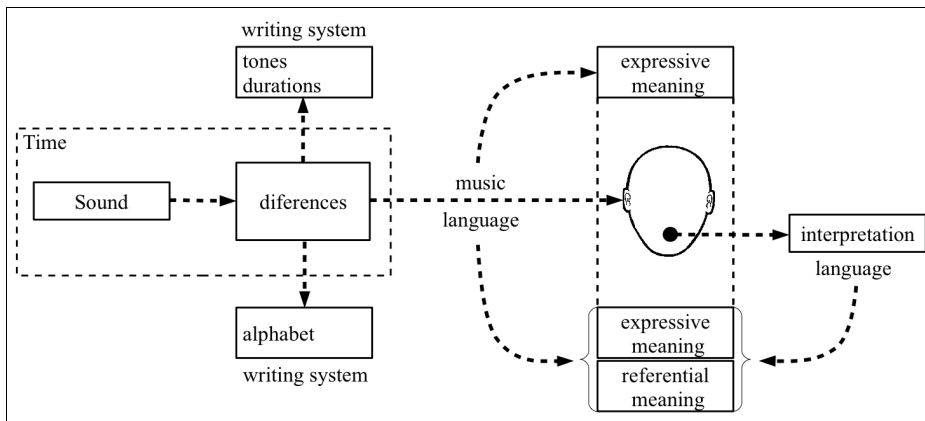 writing system
tones
durations
Time
Sound
diferences
alphabet
writing system
music
language
expressive
meaning
interpretation
language
expressive
meaning
referential
meaning